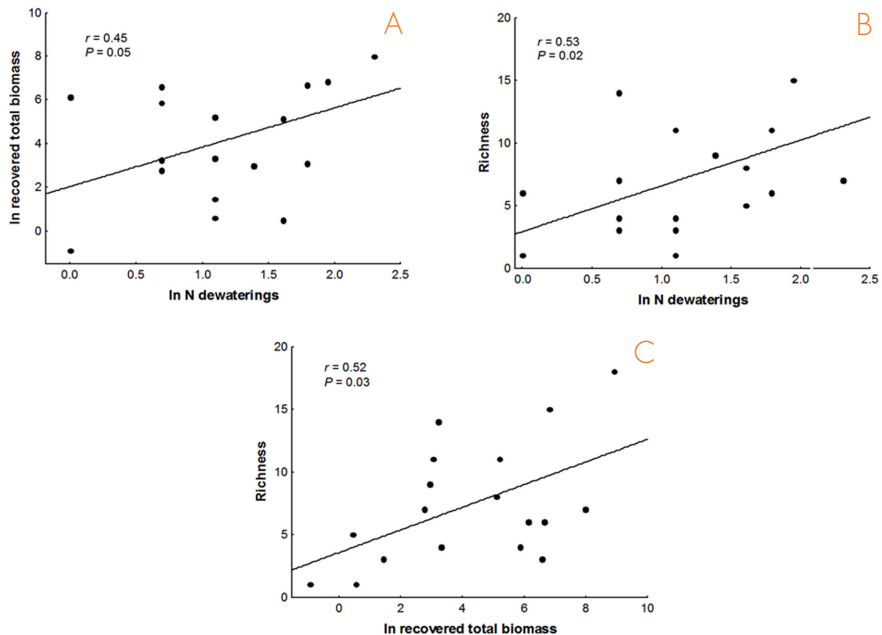 A
r = 0.45
P = 0.05
10
8
6
4
2
0
ln recovered total biomass
0.0 0.5 1.0 1.5 2.0 2.5
ln N dewaterings
B
r = 0.53
P = 0.02
20
15
10
5
0
Richness
0.0 0.5 1.0 1.5 2.0 2.5
ln N dewaterings
C
r = 0.52
P = 0.03
20
15
10
5
0
Richness
0 2 4 6 8 10
ln recovered total biomass